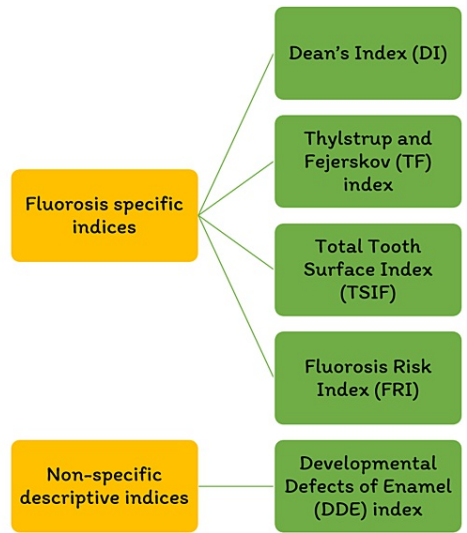 Fluorosis specific
indices
Dean's Index (DI)
Thylstrup and
Fejerskov (TF)
index
Total Tooth
Surface Index
(TSIF)
Fluorosis Risk
Index (FRI)
Non-specific
descriptive indices
Developmental
Defects of Enamel
(DDE) index